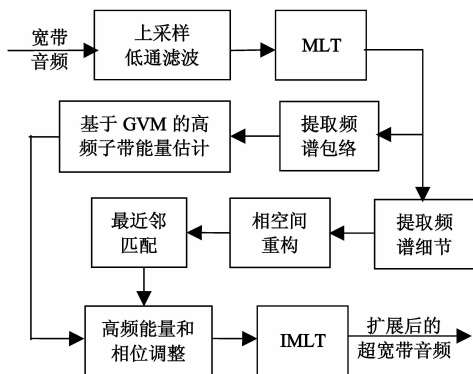 宽带
音频
上采样
低通滤波
MLT
基于 GVM 的高
频子带能量估计
提取频
谱包络
最近邻
匹配
相空间
重构
提取频
谱细节
高频能量和
相位调整
IMLT
扩展后的
超宽带音频